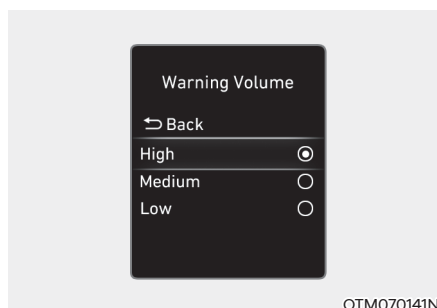 Warning Volume
Back
High
Medium
Low
OTM070141N